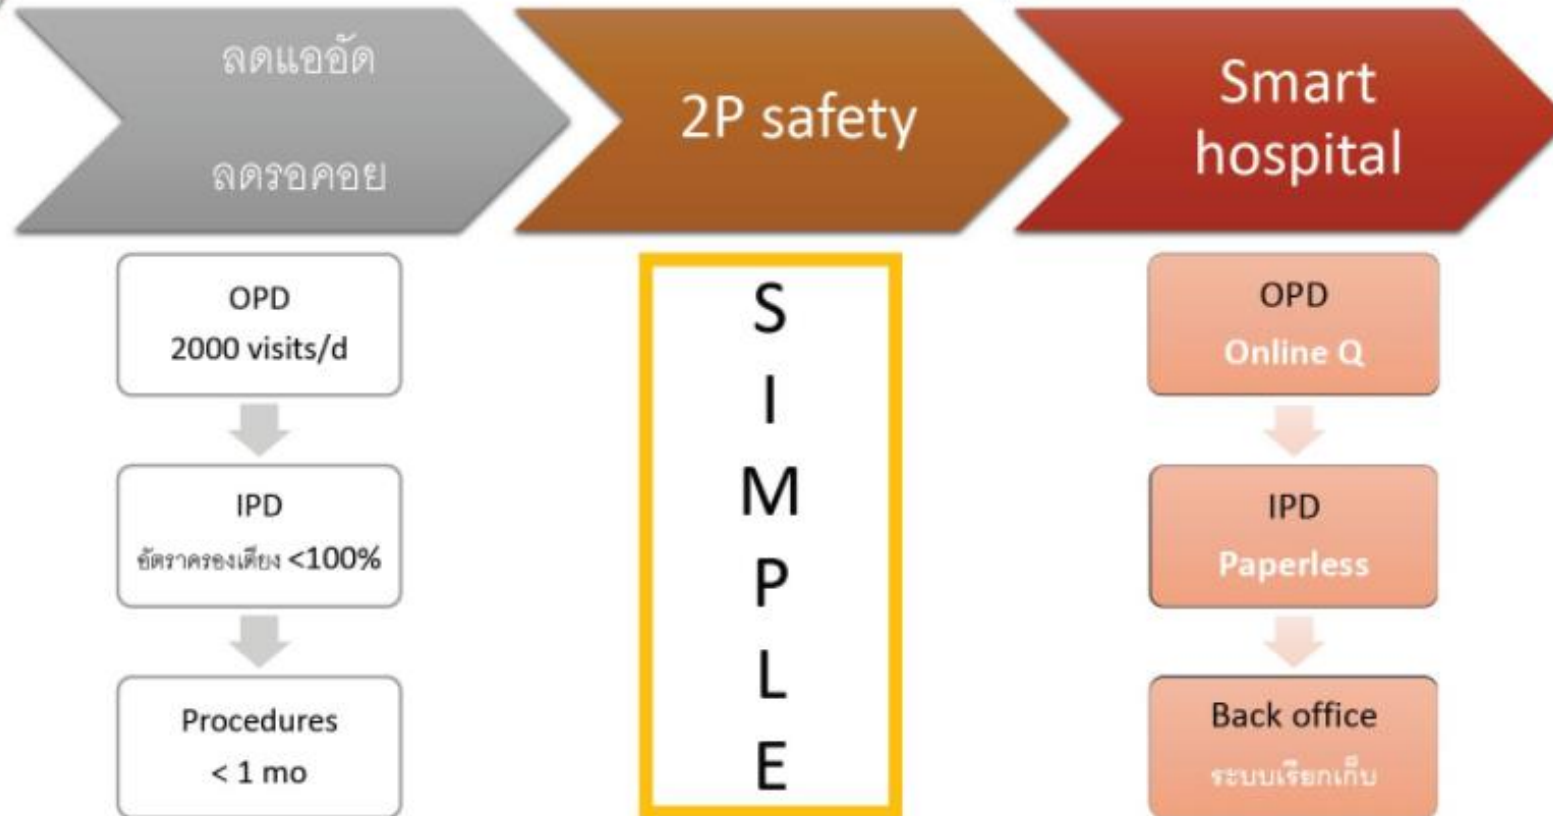 ลดแออัด
ลดรอคอย
2P safety
Smart
hospital
OPD
2000 visits/d
IPD
อัตราครองเตียง <100%
Procedures
< 1 mo
S
I
M
P
L
E
OPD
Online Q
IPD
Paperless
Back office
ระบบเรียกเก็บ